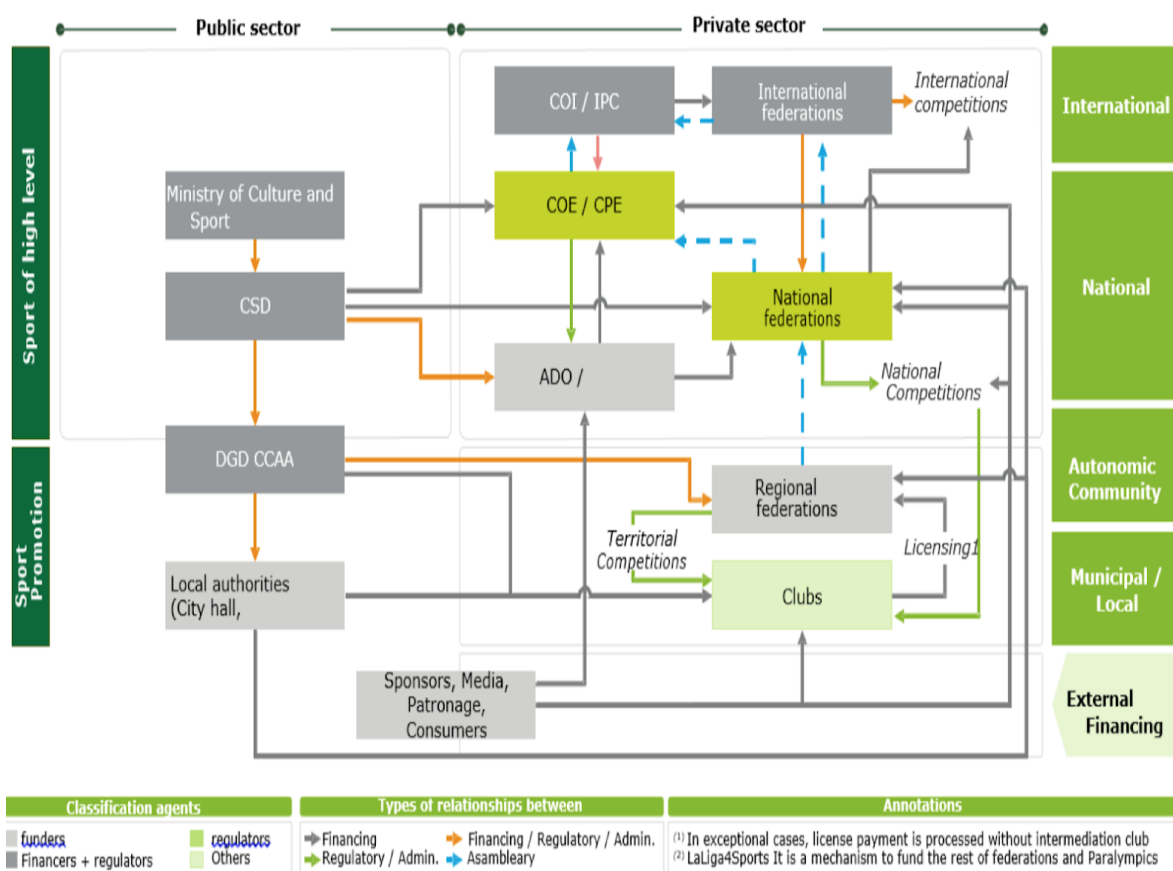 Public sector
Private sector
Sport of high level
Sport
Promotion
COI / IPC
International
federations
International
competitions
International
Ministry of Culture and
Sport
COE / CPE
National
CSD
National
federations
ADO /
National
Competitions
DGD CCAA
Regional
federations
Autonomic
Community
Territorial
Competitions
Licensing1
Local authorities
(City hall,
Clubs
Municipal /
Local
Sponsors, Media,
Patronage,
Consumers
External
Financing
Classification agents
funders
regulators
Financers + regulators
Others
Types of relationships between
Financing
Financing / Regulatory / Admin.
Regulatory / Admin.
Asambleary
Annotations
(1) In exceptional cases, license payment is processed without intermediation club
(2) LaLiga4Sports It is a mechanism to fund the rest of federations and Paralympics